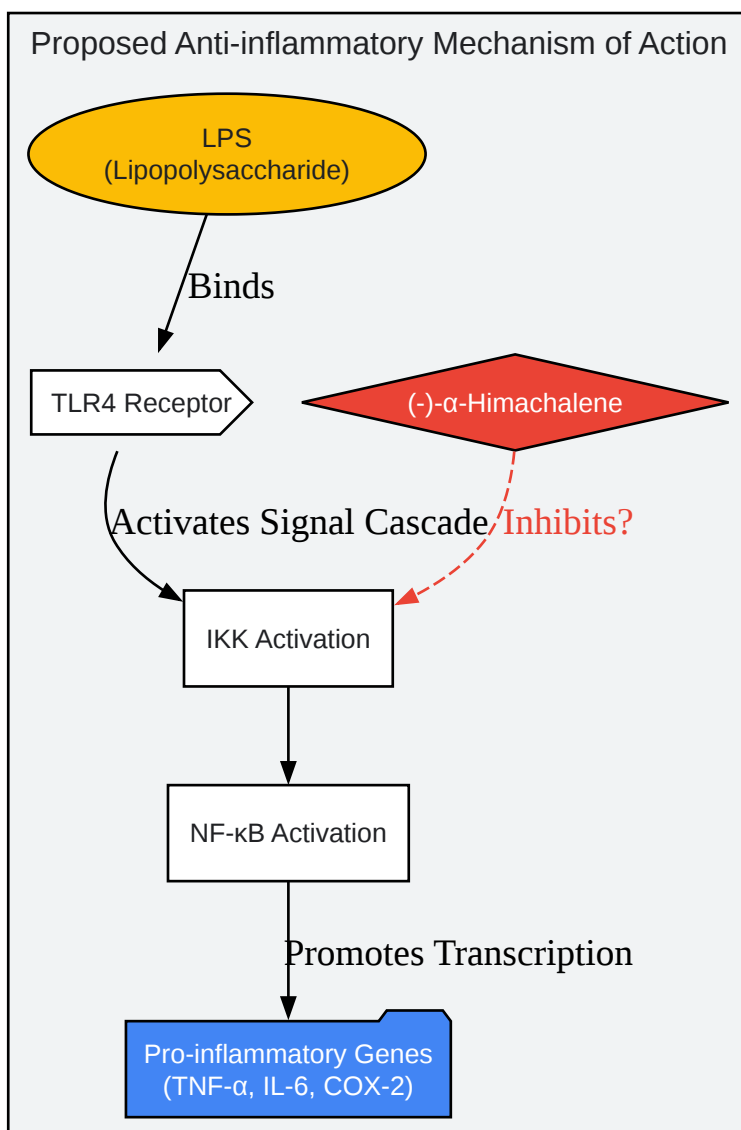 Proposed Anti-inflammatory Mechanism of Action
LPS
(Lipopolysaccharide)
Binds
TLR4 Receptor
(-)-α-Himachalene
Activates Signal Cascade
Inhibits?
IKK Activation
NF-κB Activation
Promotes Transcription
Pro-inflammatory Genes
(TNF-α, IL-6, COX-2)